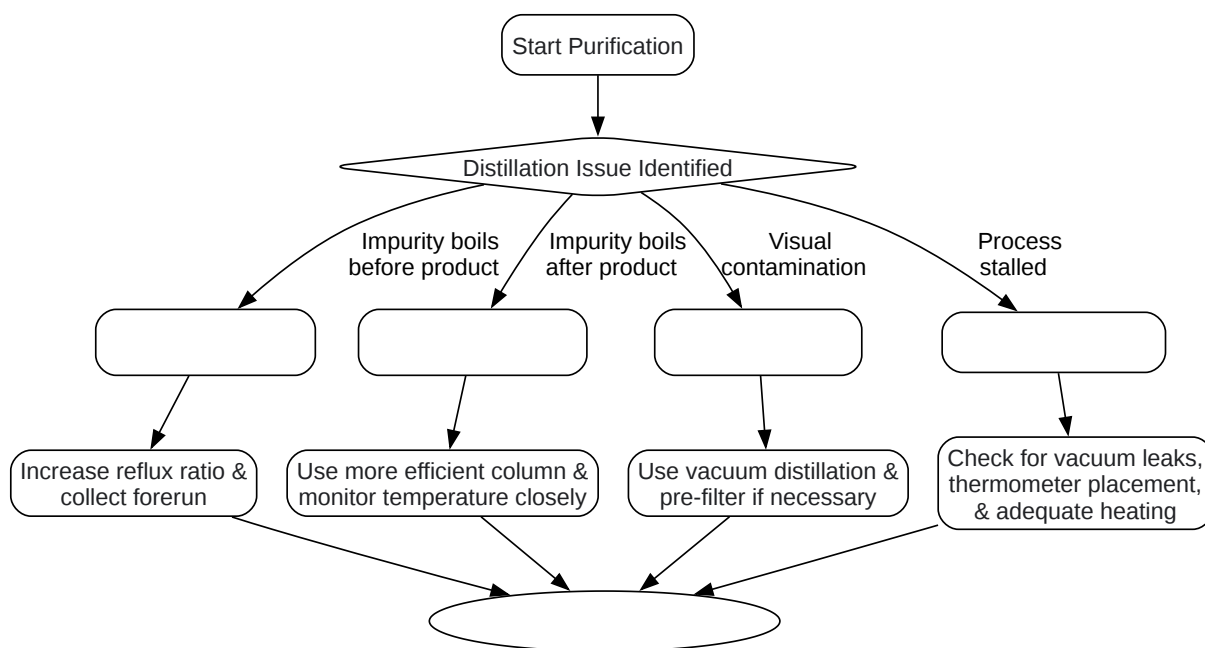 Start Purification
Distillation Issue Identified
Impurity boils
before product
Impurity boils
after product
Visual
contamination
Process
stalled
Increase reflux ratio &
collect forerun
Use more efficient column &
monitor temperature closely
Use vacuum distillation &
pre-filter if necessary
Check for vacuum leaks,
thermometer placement,
& adequate heating